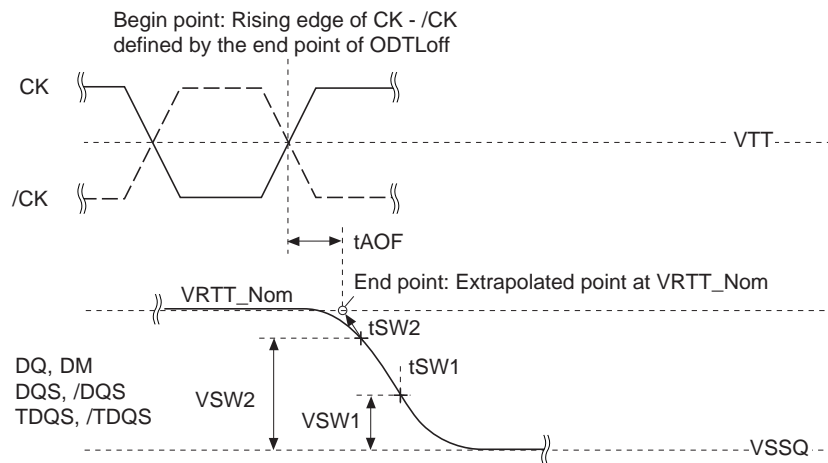 Begin point: Rising edge of CK - /CK
defined by the end point of ODTLoff
CK
VTT
/CK
tAOF
End point: Extrapolated point at VRTT_Nom
VRTT_Nom
tSW2
tSW1
DQ, DM
DQS, /DQS
TDQS, /TDQS
VSW2
VSW1
VSSQ